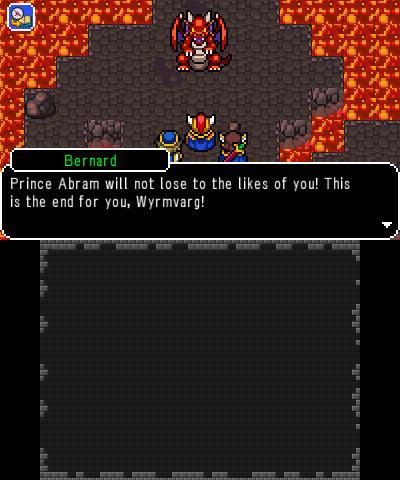 Bernard
Prince Abram will not lose to the likes of you! This
is the end for you, Wyrmvarg!